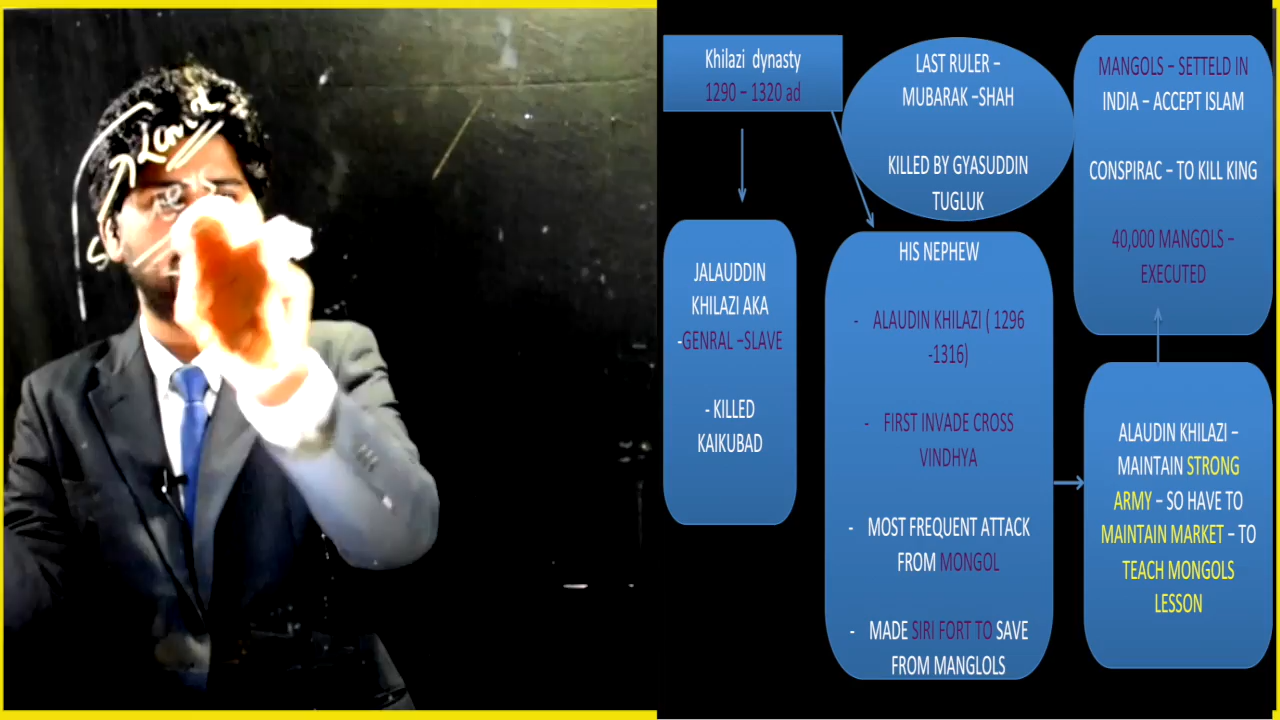 Land
Khilazi dynasty
1290 – 1320 ad
JALAUDDIN
KHILAZI AKA
-GENRAL –SLAVE
- KILLED
KAIKUBAD
LAST RULER –
MUBARAK –SHAH
KILLED BY GYASUDDIN
TUGLUK
HIS NEPHEW
- ALAUDIN KHILAZI ( 1296
-1316)
- FIRST INVADE CROSS
VINDHYA
- MOST FREQUENT ATTACK
FROM MONGOL
- MADE SIRI FORT TO SAVE
FROM MANGLOLS
MANGOLS – SETTELD IN
INDIA – ACCEPT ISLAM
CONSPIRAC – TO KILL KING
40,000 MANGOLS –
EXECUTED
ALAUDIN KHILAZI –
MAINTAIN STRONG
ARMY – SO HAVE TO
MAINTAIN MARKET – TO
TEACH MONGOLS
LESSON